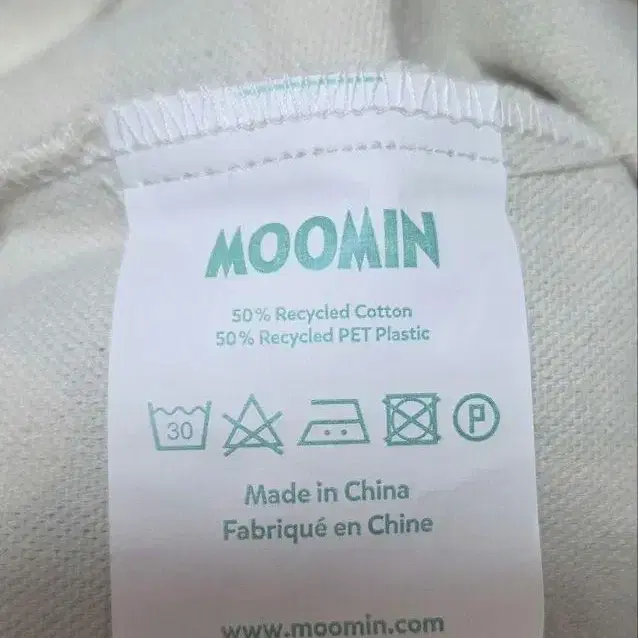 MOOMIN
50% Recycled Cotton
50% Recycled PET Plastic
30 P
Made in China
Fabriqué en Chine
www.moomin.com